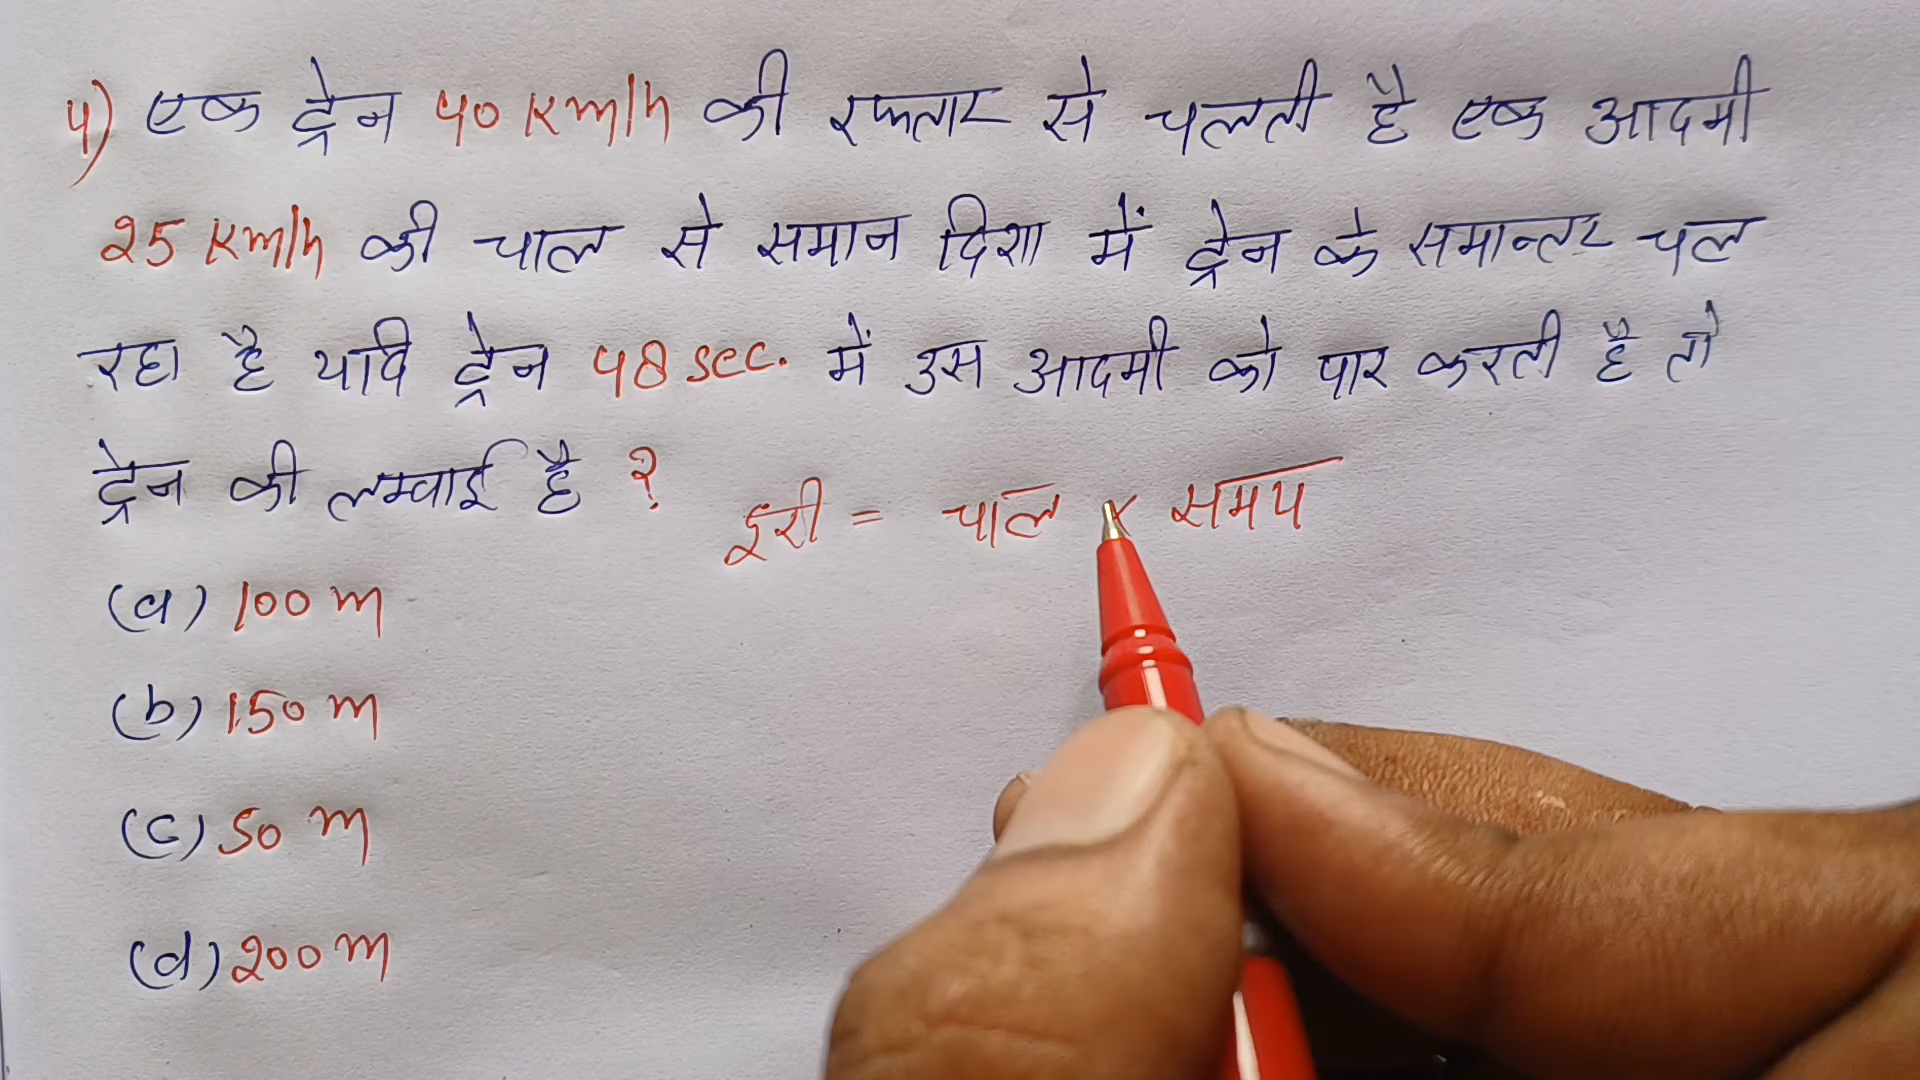 4) एक ट्रेन 40 Km/h की रफ्तार से चलती है एक आदमी
25 Km/h की चाल से समान दिशा में ट्रेन के समान्तर चल
रहा है यदि ट्रेन 48 sec. में उस आदमी को पार करती है तो
ट्रेन की लम्वाई है ?
दूरी = चाल × समय
(a) 100 m
(b) 150 m
(c) 50 m
(d) 200 m